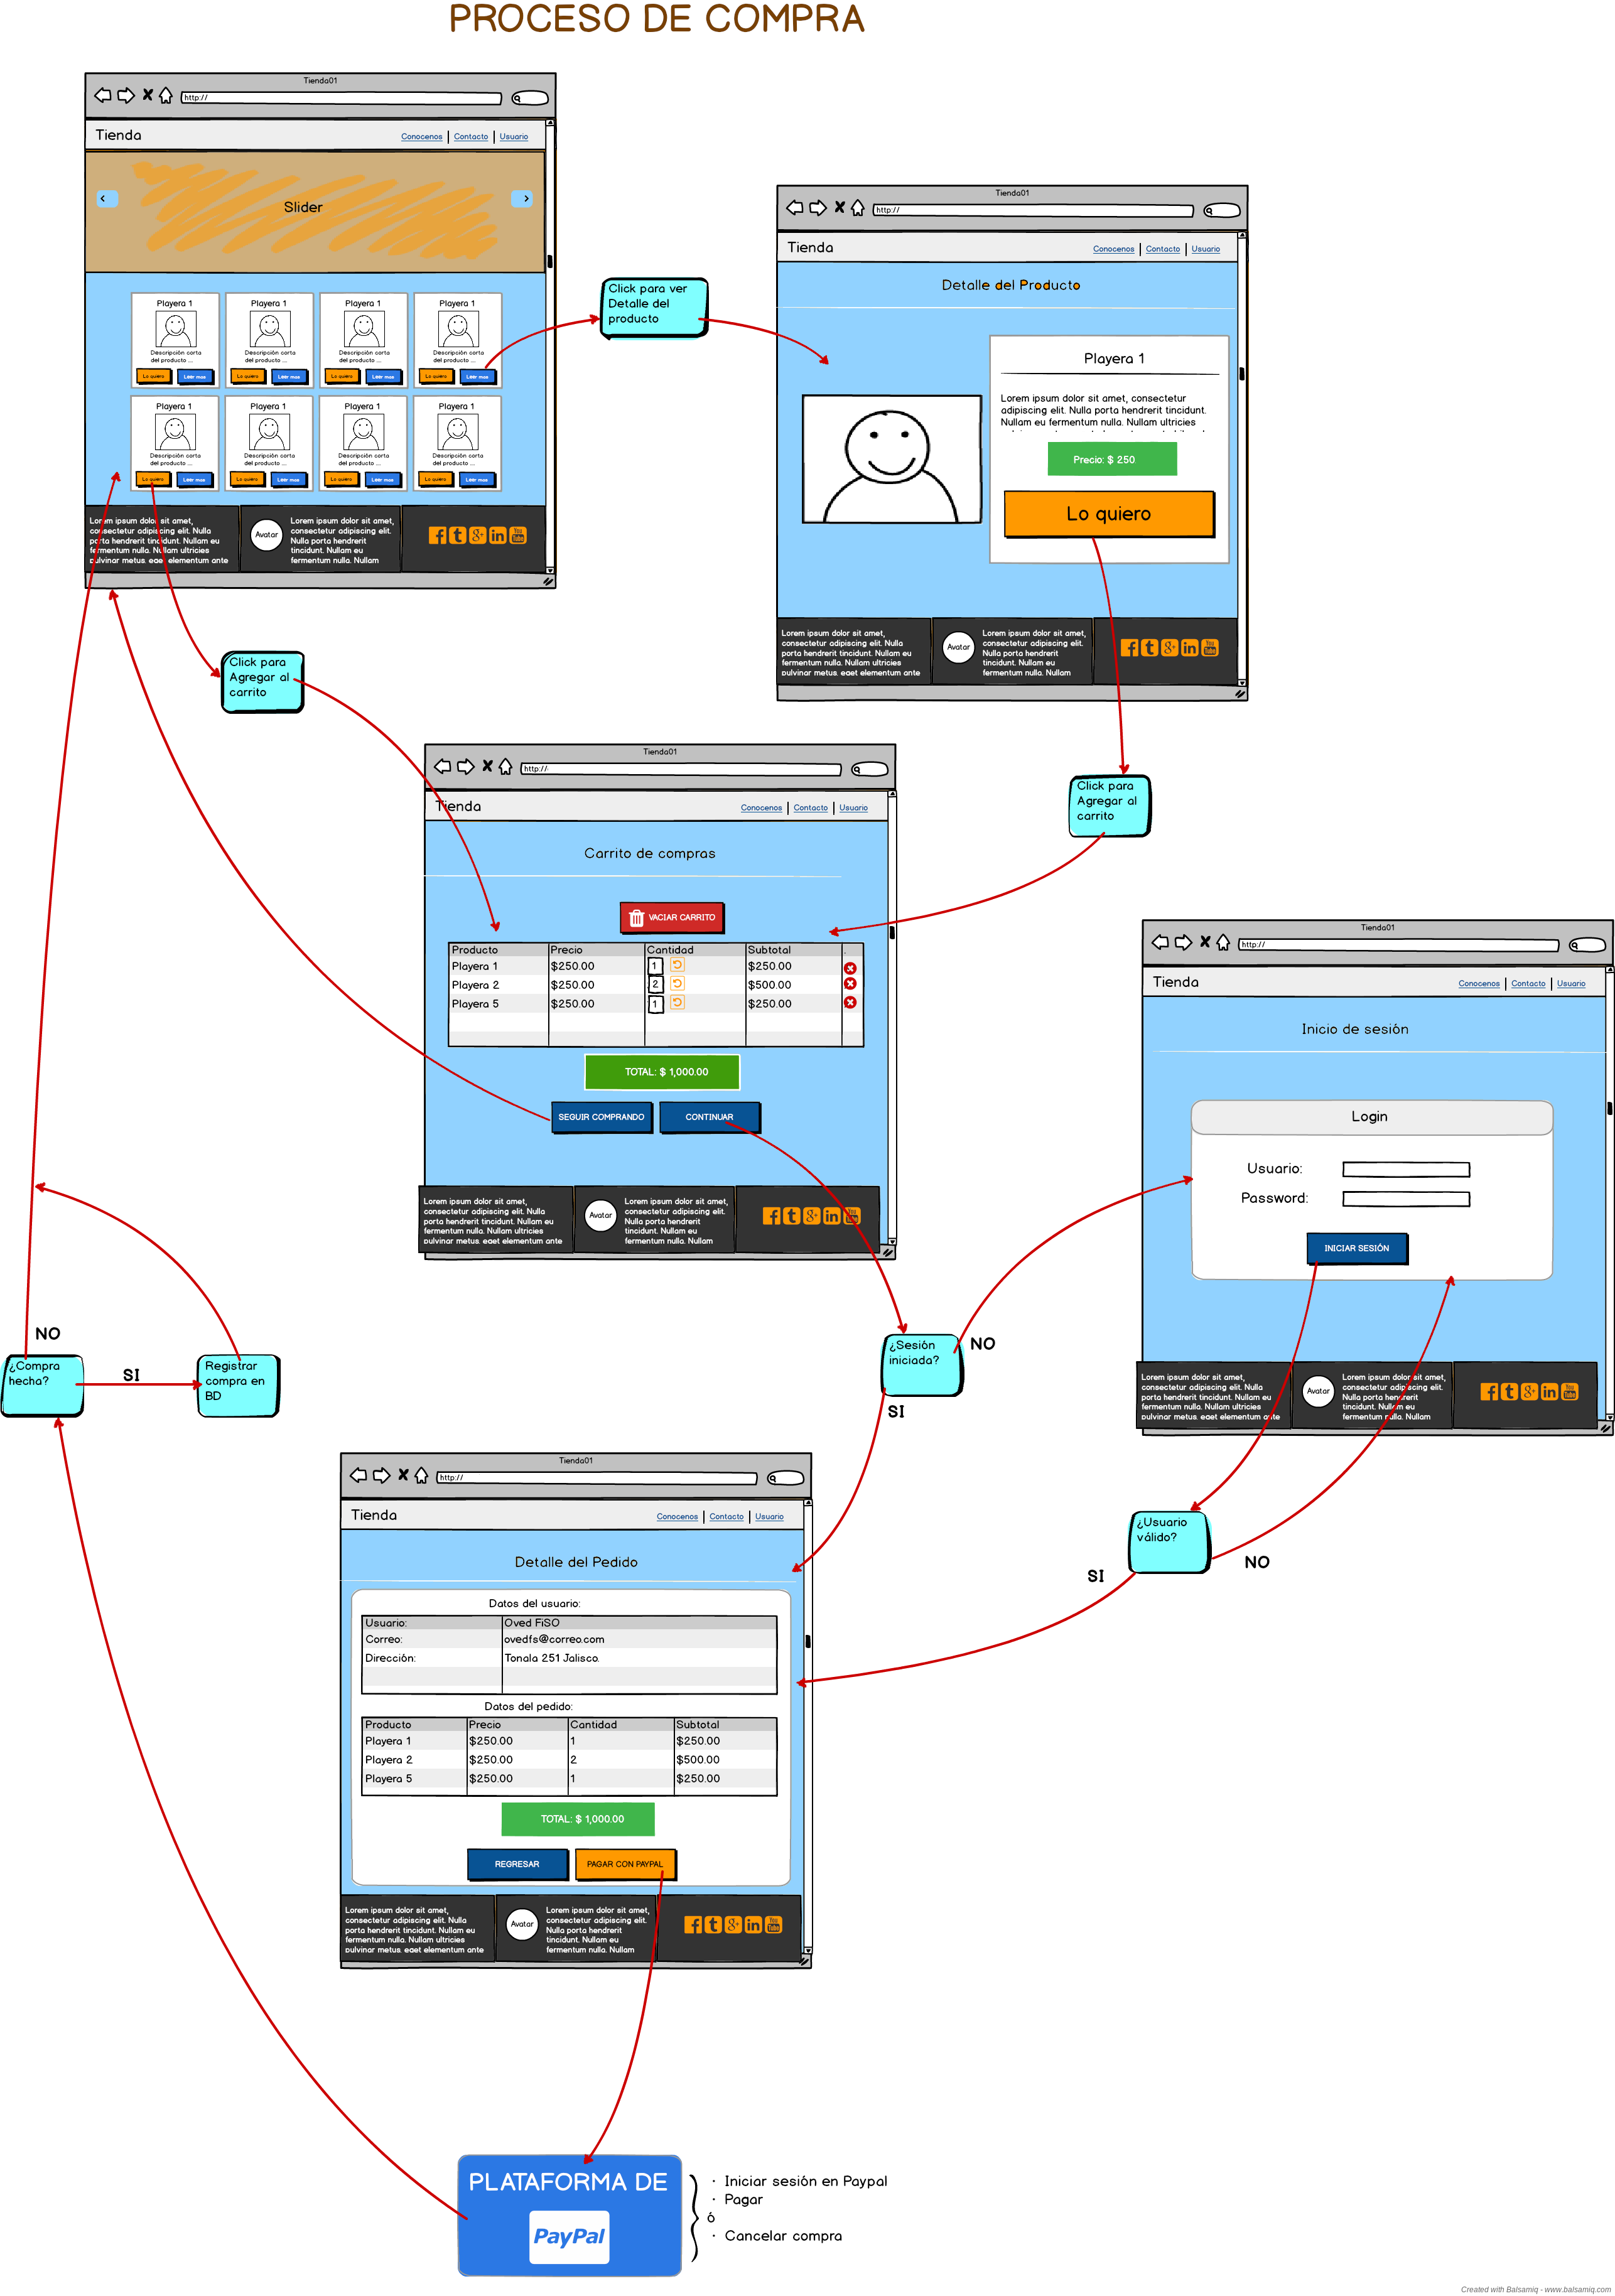 PROCESO DE COMPRA
Tienda01
http://
Tienda
Conocenos | Contacto | Usuario
Slider
Playera 1
Descripción corta
del producto ...
Lo quiero
Leer mas
Playera 1
Descripción corta
del producto ...
Lo quiero
Leer mas
Playera 1
Descripción corta
del producto ...
Lo quiero
Leer mas
Playera 1
Descripción corta
del producto ...
Lo quiero
Leer mas
Playera 1
Descripción corta
del producto ...
Lo quiero
Leer mas
Playera 1
Descripción corta
del producto ...
Lo quiero
Leer mas
Playera 1
Descripción corta
del producto ...
Lo quiero
Leer mas
Playera 1
Descripción corta
del producto ...
Lo quiero
Leer mas
Lorem ipsum dolor sit amet,
consectetur adipiscing elit. Nulla
porta hendrerit tincidunt. Nullam eu
fermentum nulla. Nullam ultricies
pulvinar metus. eget elementum ante
Avatar
Lorem ipsum dolor sit amet,
consectetur adipiscing elit.
Nulla porta hendrerit
tincidunt. Nullam eu
fermentum nulla. Nullam
Click para ver
Detalle del
producto
Tienda01
http://
Tienda
Conocenos | Contacto | Usuario
Detalle del Producto
Playera 1
Lorem ipsum dolor sit amet, consectetur
adipiscing elit. Nulla porta hendrerit tincidunt.
Nullam eu fermentum nulla. Nullam ultricies
Precio: $ 250
Lo quiero
Lorem ipsum dolor sit amet,
consectetur adipiscing elit. Nulla
porta hendrerit tincidunt. Nullam eu
fermentum nulla. Nullam ultricies
pulvinar metus. eget elementum ante
Avatar
Lorem ipsum dolor sit amet,
consectetur adipiscing elit.
Nulla porta hendrerit
tincidunt. Nullam eu
fermentum nulla. Nullam
Click para
Agregar al
carrito
Click para
Agregar al
carrito
Tienda01
http://
Tienda
Conocenos | Contacto | Usuario
Carrito de compras
VACIAR CARRITO
Producto Precio Cantidad Subtotal .
Playera 1 $250.00 1 $250.00
Playera 2 $250.00 2 $500.00
Playera 5 $250.00 1 $250.00
TOTAL: $ 1,000.00
SEGUIR COMPRANDO
CONTINUAR
Lorem ipsum dolor sit amet,
consectetur adipiscing elit. Nulla
porta hendrerit tincidunt. Nullam eu
fermentum nulla. Nullam ultricies
pulvinar metus. eget elementum ante
Avatar
Lorem ipsum dolor sit amet,
consectetur adipiscing elit.
Nulla porta hendrerit
tincidunt. Nullam eu
fermentum nulla. Nullam
Tienda01
http://
Tienda
Conocenos | Contacto | Usuario
Inicio de sesión
Login
Usuario:
Password:
INICIAR SESIÓN
Lorem ipsum dolor sit amet,
consectetur adipiscing elit. Nulla
porta hendrerit tincidunt. Nullam eu
fermentum nulla. Nullam ultricies
pulvinar metus. eget elementum ante
Avatar
Lorem ipsum dolor sit amet,
consectetur adipiscing elit.
Nulla porta hendrerit
tincidunt. Nullam eu
fermentum nulla. Nullam
¿Sesión
iniciada?
NO
SI
NO
¿Compra
hecha?
SI
Registrar
compra en
BD
¿Usuario
válido?
SI
NO
Tienda01
http://
Tienda
Conocenos | Contacto | Usuario
Detalle del Pedido
Datos del usuario:
Usuario: Oved FiSO
Correo: ovedfs@correo.com
Dirección: Tonala 251 Jalisco.
Datos del pedido:
Producto Precio Cantidad Subtotal
Playera 1 $250.00 1 $250.00
Playera 2 $250.00 2 $500.00
Playera 5 $250.00 1 $250.00
TOTAL: $ 1,000.00
REGRESAR
PAGAR CON PAYPAL
Lorem ipsum dolor sit amet,
consectetur adipiscing elit. Nulla
porta hendrerit tincidunt. Nullam eu
fermentum nulla. Nullam ultricies
pulvinar metus. eget elementum ante
Avatar
Lorem ipsum dolor sit amet,
consectetur adipiscing elit.
Nulla porta hendrerit
tincidunt. Nullam eu
fermentum nulla. Nullam
PLATAFORMA DE
PayPal
· Iniciar sesión en Paypal
· Pagar
ó
· Cancelar compra
Created with Balsamiq - www.balsamiq.com